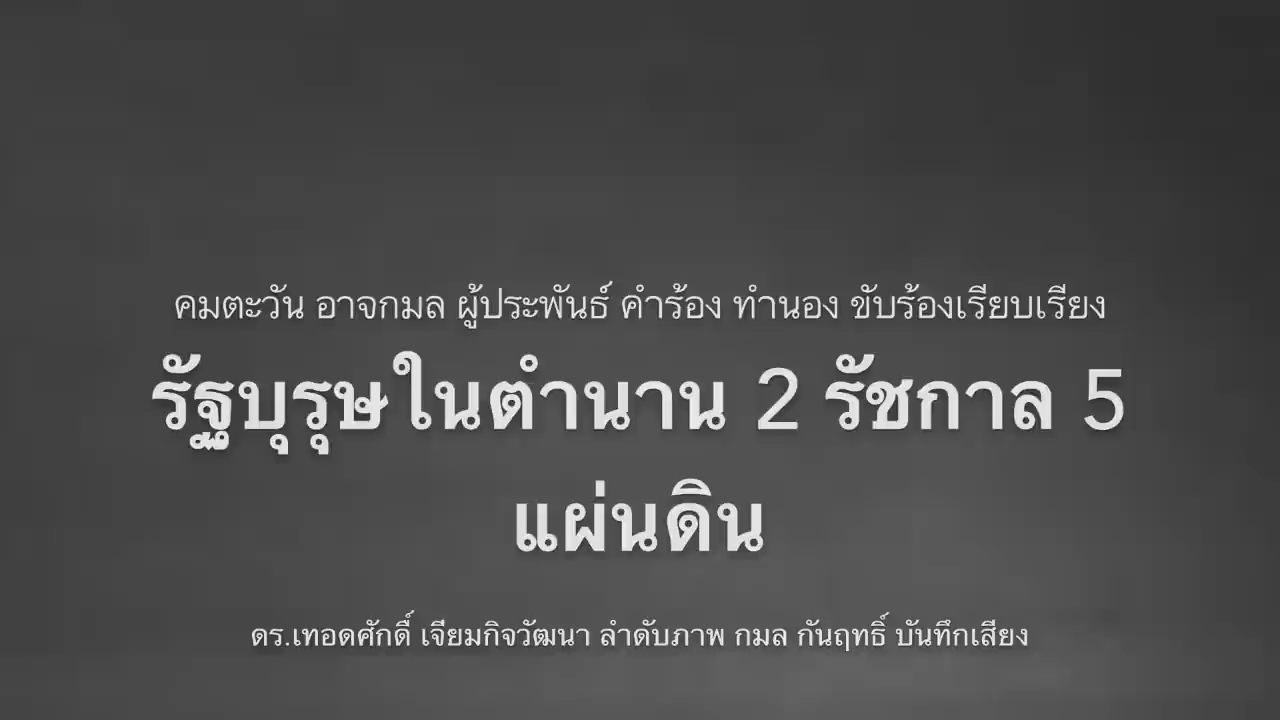 คมตะวัน อาจกมล ผู้ประพันธ์ คำร้อง ทำนอง ขับร้องเรียบเรียง
รัฐบุรุษในตำนาน 2 รัชกาล 5
แผ่นดิน
ดร.เทอดศักดิ์ เจียมกิจวัฒนา ลำดับภาพ กมล กันฤทธิ์ บันทึกเสียง